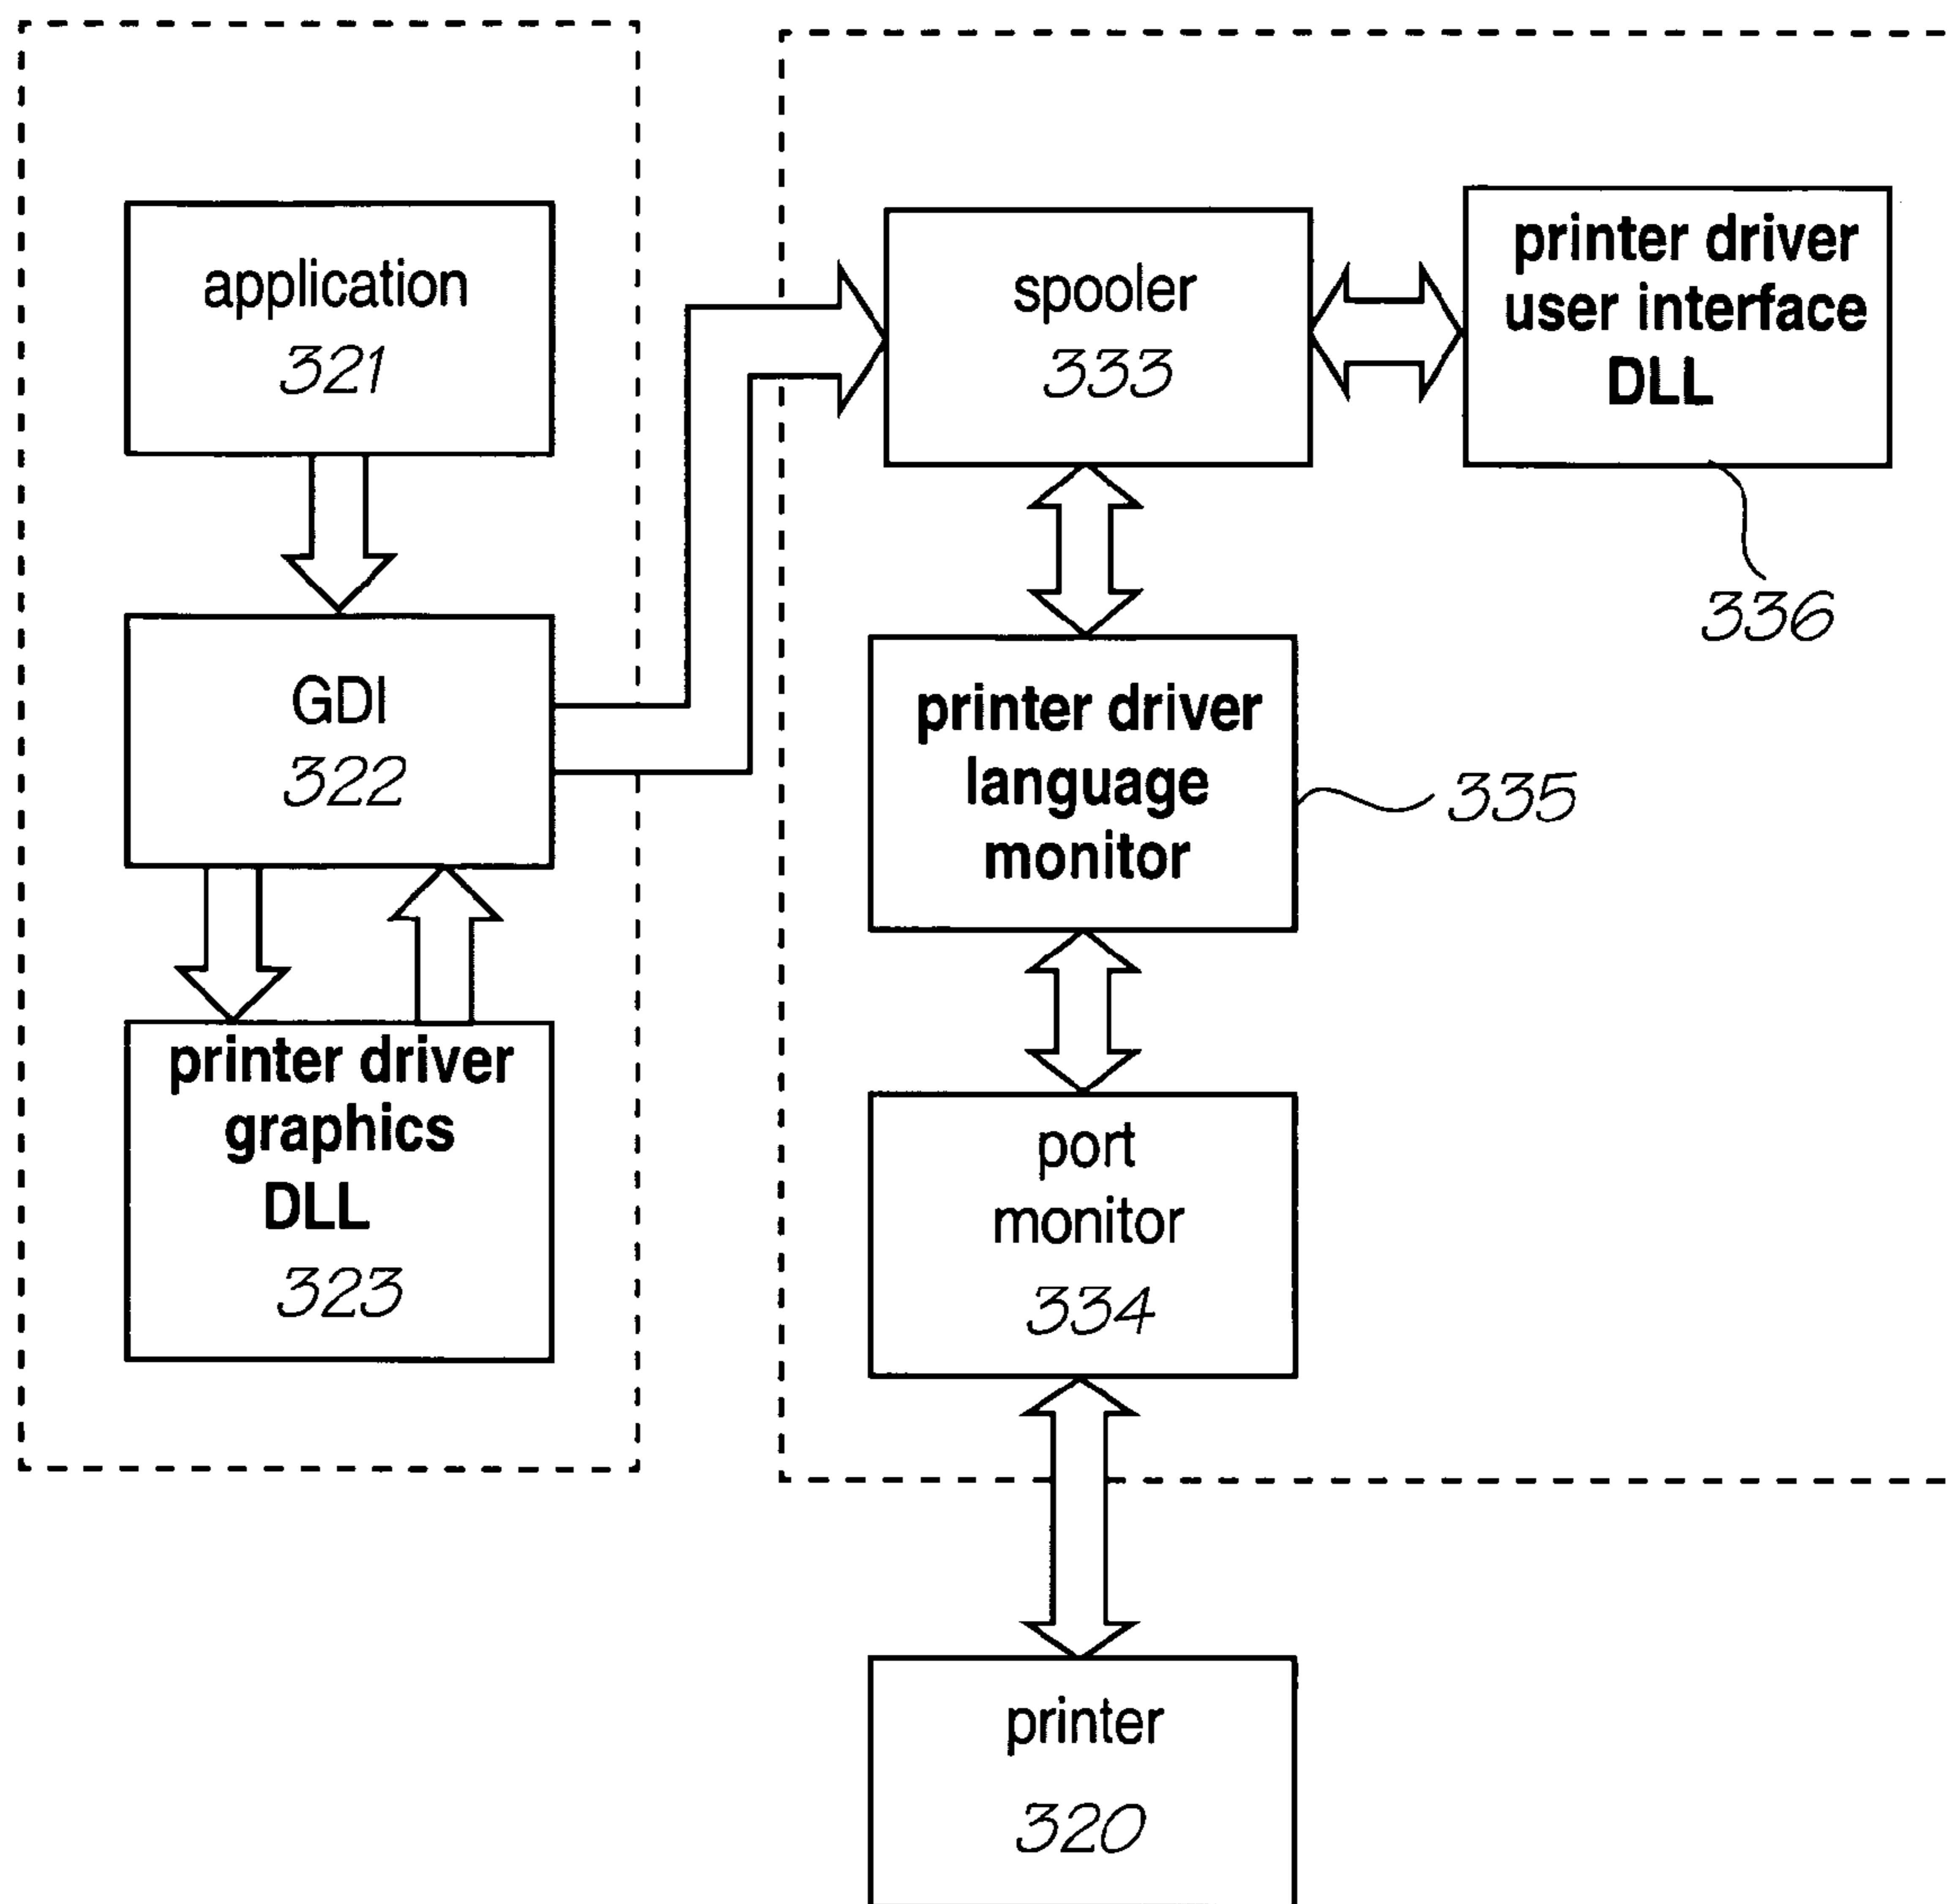 application
321
GDI
322
printer driver
graphics
DLL
323
spooler
333
printer driver
user interface
DLL
336
printer driver
language
monitor
335
port
monitor
334
printer
320